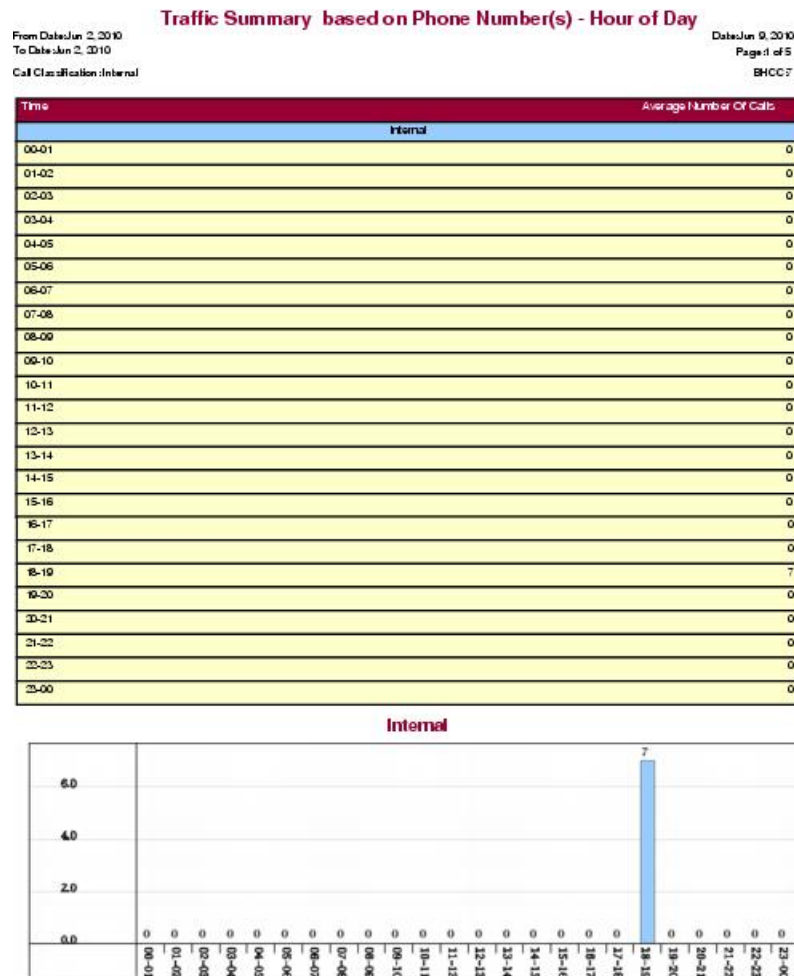 Traffic Summary based on Phone Number(s) - Hour of Day
From Date:Jun 2, 2010
Date:Jun 9, 2010
To Date:Jun 2, 2010
Page:1 of 5
Call Classification:Internal
BHCC:7
Time Average Number Of Calls
Internal
00-01 0
01-02 0
02-03 0
03-04 0
04-05 0
05-06 0
06-07 0
07-08 0
08-09 0
09-10 0
10-11 0
11-12 0
12-13 0
13-14 0
14-15 0
15-16 0
16-17 0
17-18 0
18-19 7
19-20 0
20-21 0
21-22 0
22-23 0
23-00 0
Internal
7
6.0
4.0
2.0
0.0
0 0 0 0 0 0 0 0 0 0 0 0 0 0 0 0 0 0 0 0 0 0 0